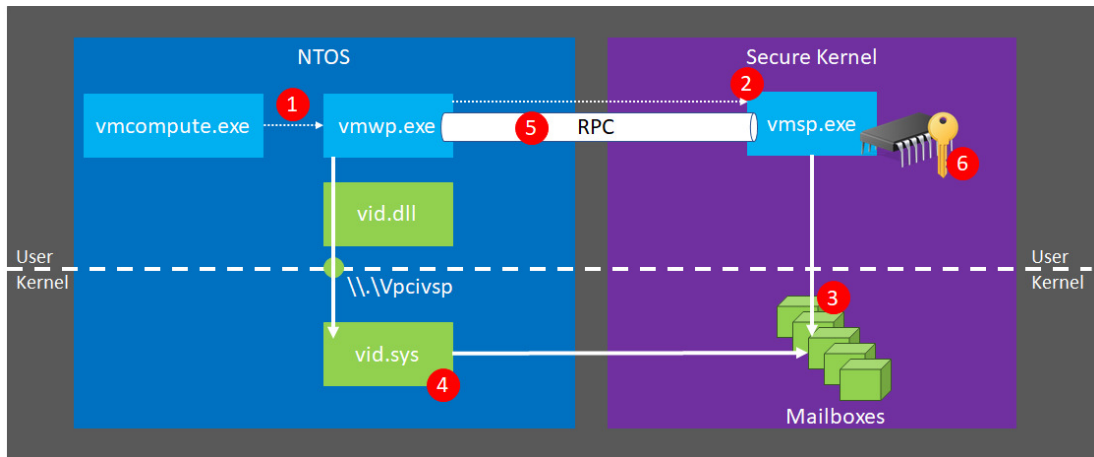 NTOS
Secure Kernel
1
2
vmcompute.exe
vmwp.exe
5
RPC
vmsp.exe
6
vid.dll
User
Kernel
User
Kernel
\\.\Vpcivsp
3
vid.sys
4
Mailboxes